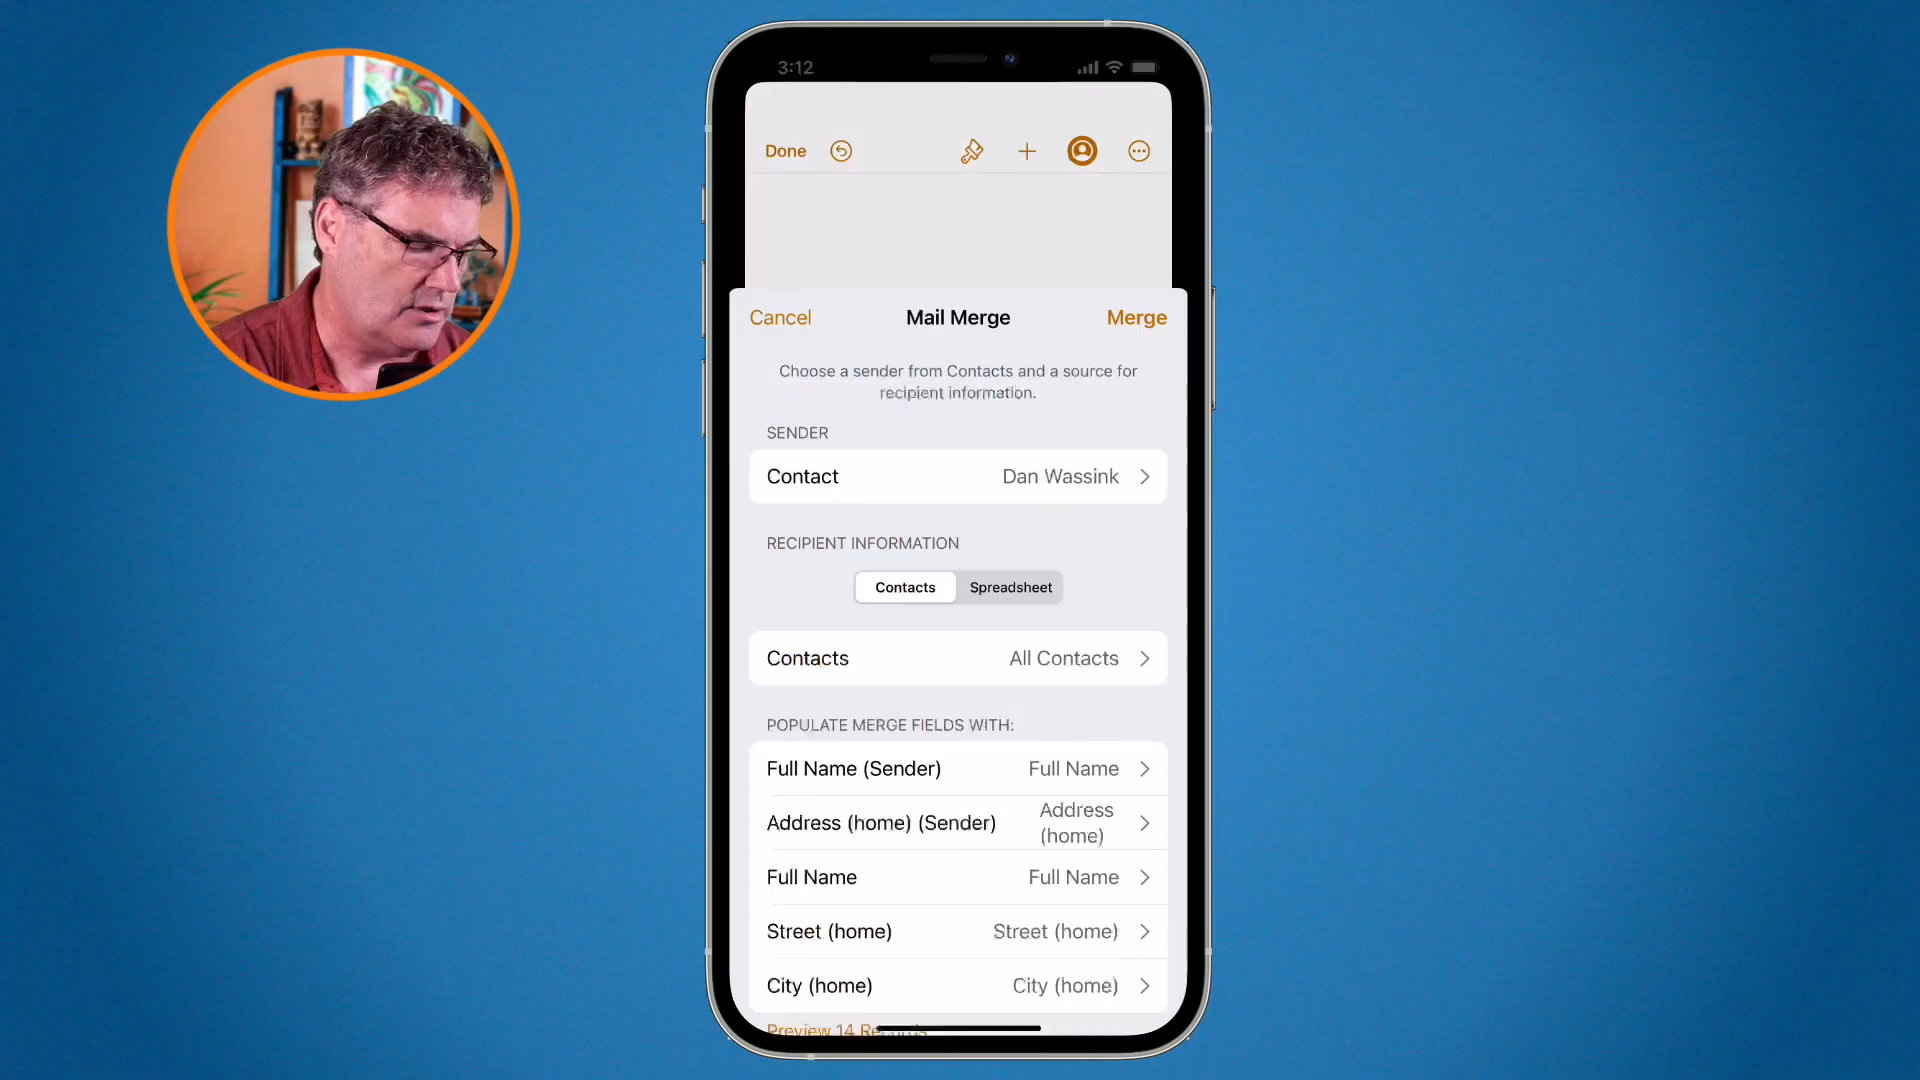 3:12
Done
Cancel
Mail Merge
Merge
Choose a sender from Contacts and a source for
recipient information.
SENDER
Contact
Dan Wassink
RECIPIENT INFORMATION
Contacts
Spreadsheet
Contacts
All Contacts
POPULATE MERGE FIELDS WITH:
Full Name (Sender)
Full Name
Address (home) (Sender)
Address
(home)
Full Name
Full Name
Street (home)
Street (home)
City (home)
City (home)
Preview 14 Records